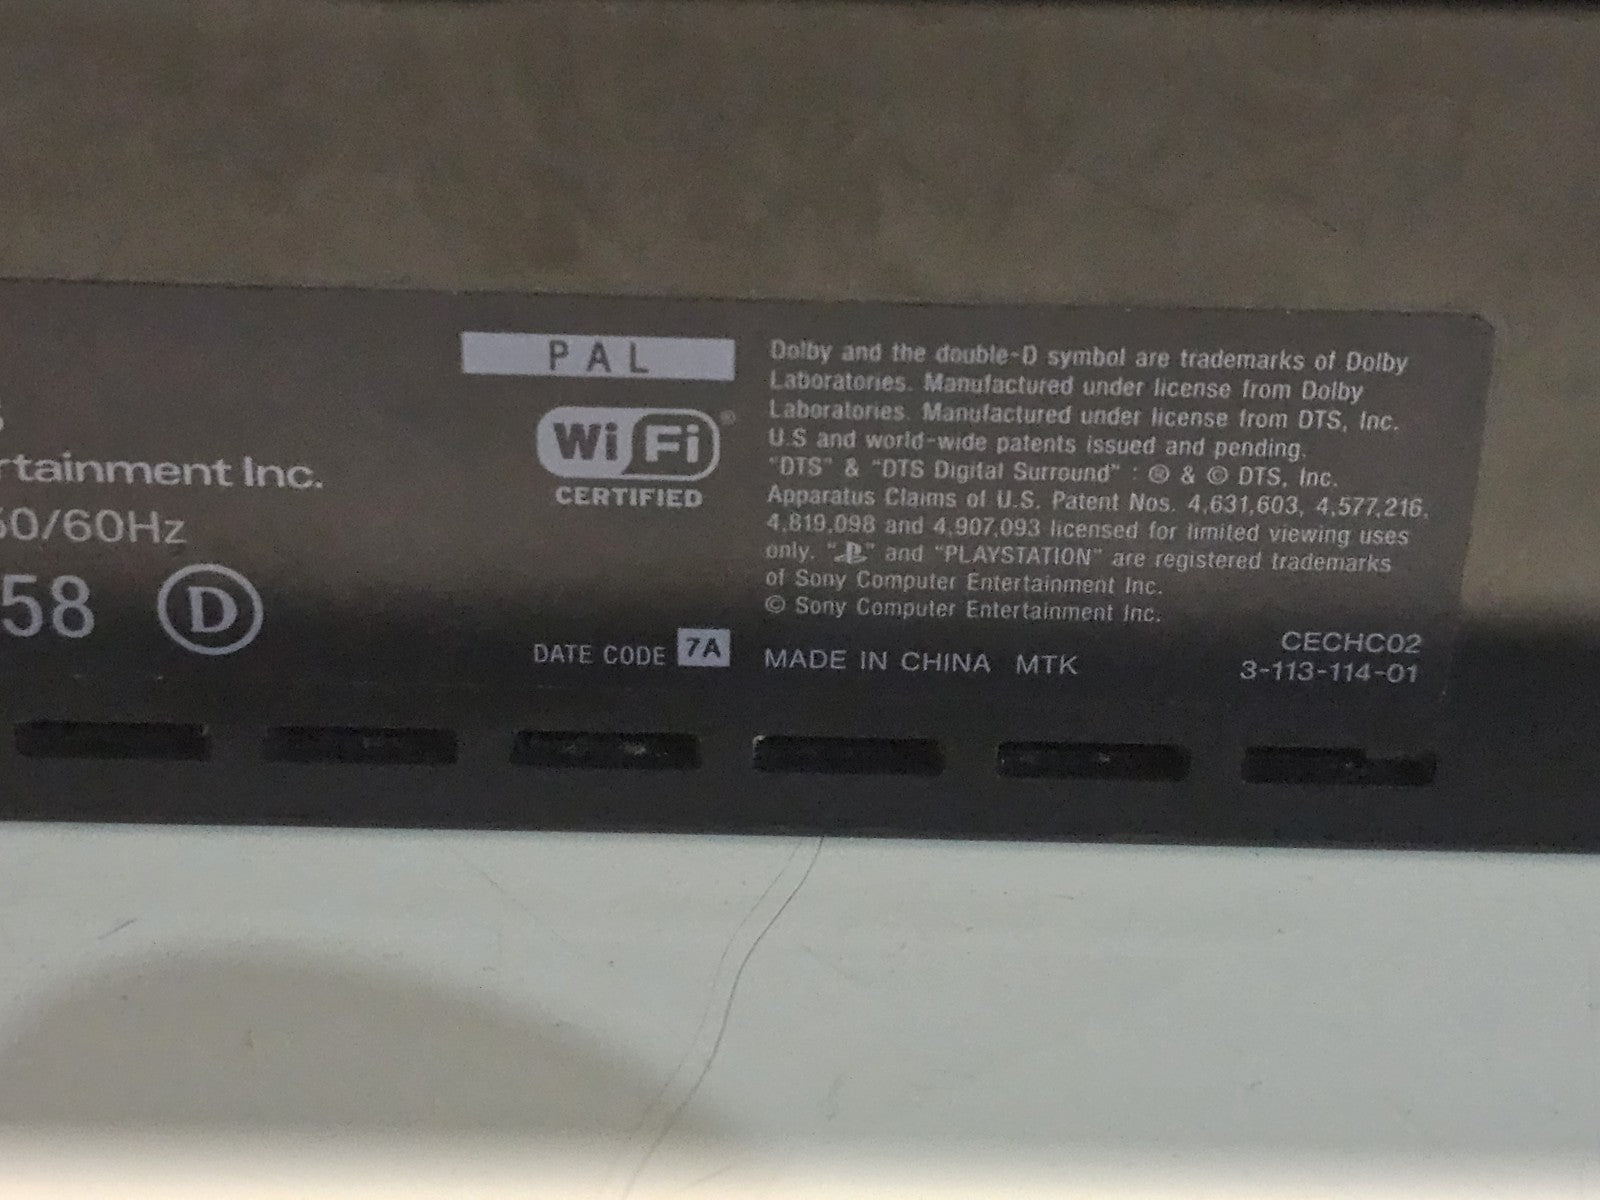 rtainment Inc.
60Hz
58 D
PAL
WiFi®
CERTIFIED
DATE CODE 7A
Dolby and the double-D symbol are trademarks of Dolby
Laboratories. Manufactured under license from Dolby
Laboratories. Manufactured under license from DTS, Inc.
U.S and world-wide patents issued and pending.
"DTS" & "DTS Digital Surround" : ® & © DTS, Inc.
Apparatus Claims of U.S. Patent Nos. 4,631,603, 4,577,216,
4,819,098 and 4,907,093 licensed for limited viewing uses
only. " " and "PLAYSTATION" are registered trademarks
of Sony Computer Entertainment Inc.
© Sony Computer Entertainment Inc.
MADE IN CHINA MTK
CECHC02
3-113-114-01